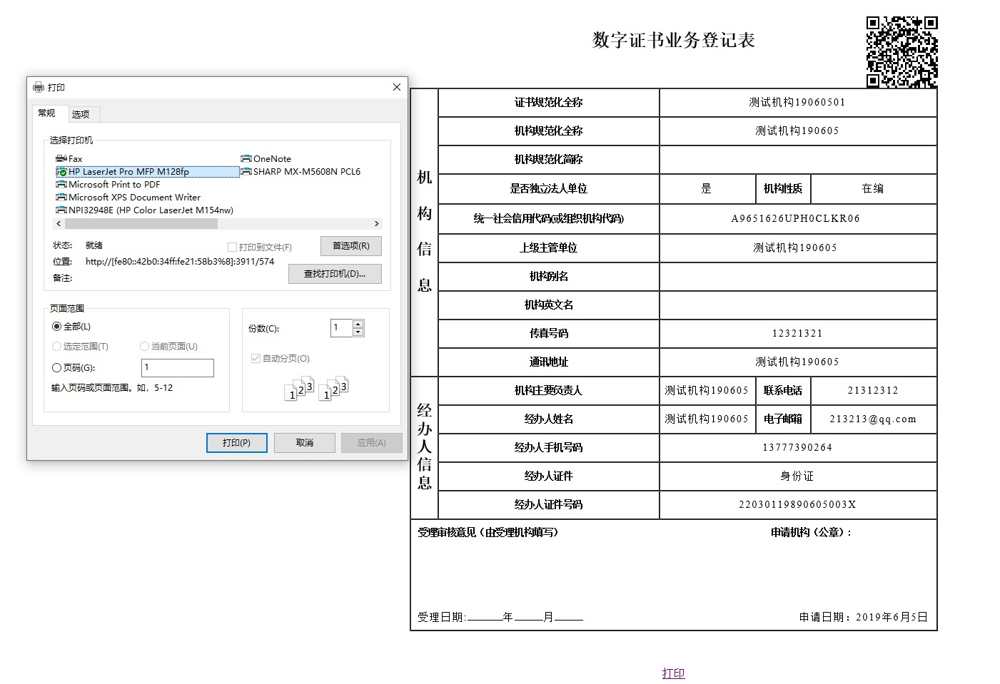 数字证书业务登记表
打印
常规 选项
选择打印机
Fax
HP LaserJet Pro MFP M128fp
Microsoft Print to PDF
Microsoft XPS Document Writer
NPI32948E (HP Color LaserJet M154nw)
OneNote
SHARP MX-M5608N PCL6
状态: 就绪
位置: http://[fe80::42b0:34ff:fe21:58b3%8]:3911/574
备注:
打印到文件(F)
首选项(R)
查找打印机(D)...
页面范围
全部(L)
选定范围(T) 当前页面(U)
页码(G): 1
输入页码或页面范围。如，5-12
份数(C): 1
自动分页(O)
1 2 3 1 2 3
打印(P) 取消 应用(A)
机构信息
证书规范化全称 测试机构19060501
机构规范化全称 测试机构190605
机构规范化简称
是否独立法人单位 是 机构性质 在编
统一社会信用代码(或组织机构代码) A9651626UPH0CLKR06
上级主管单位 测试机构190605
机构别名
机构英文名
传真号码 12321321
通讯地址 测试机构190605
经办人信息
机构主要负责人 测试机构190605 联系电话 21312312
经办人姓名 测试机构190605 电子邮箱 213213@qq.com
经办人手机号码 13777390264
经办人证件 身份证
经办人证件号码 22030119890605003X
受理审核意见（由受理机构填写） 申请机构（公章）:
受理日期:______年_____月_____ 申请日期: 2019年6月5日
打印